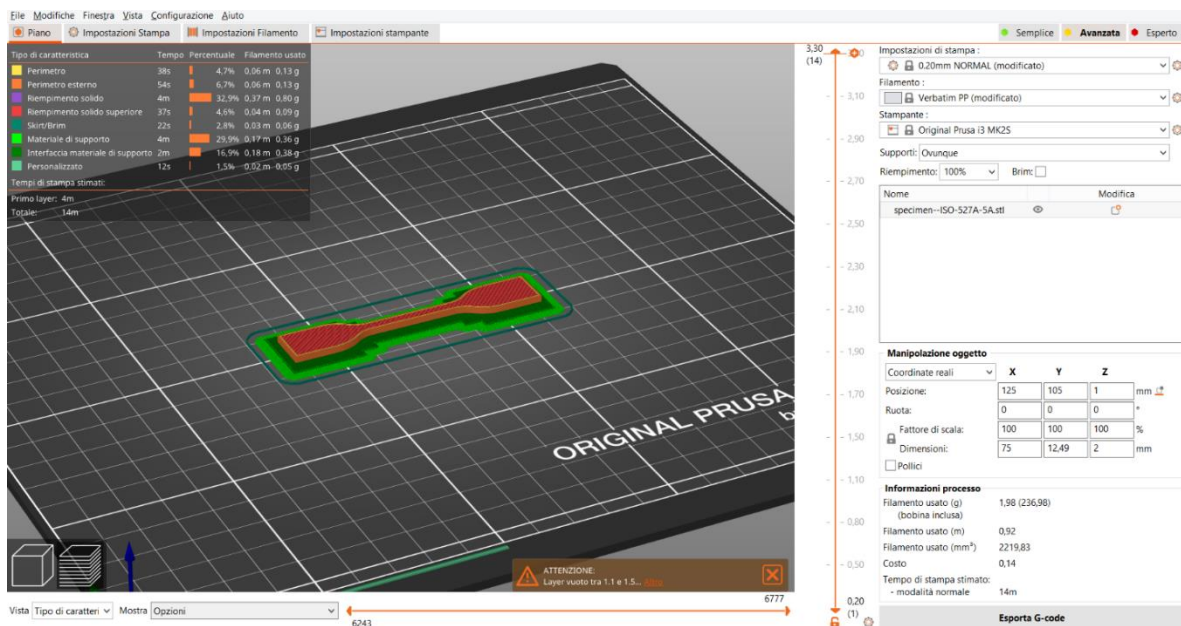 File Modifiche Finestra Vista Configurazione Aiuto
Piano Impostazioni Stampa Impostazioni Filamento Impostazioni stampante
Semplice Avanzata Esperto
Tipo di caratteristica Tempo Percentuale Filamento usato
Perimetro 38s 4,7% 0,06 m 0,13 g
Perimetro esterno 54s 6,7% 0,06 m 0,13 g
Riempimento solido 4m 32,9% 0,37 m 0,80 g
Riempimento solido superiore 37s 4,6% 0,04 m 0,09 g
Skirt/Brim 22s 2,8% 0,03 m 0,06 g
Materiale di supporto 4m 29,9% 0,17 m 0,36 g
Interfaccia materiale di supporto 2m 16,9% 0,18 m 0,38 g
Personalizzato 12s 1,5% 0,02 m 0,05 g
Tempi di stampa stimati:
Primo layer: 4m
Totale: 14m
ORIGINAL PRUSA
ATTENZIONE:
Layer vuoto tra 1.1 e 1.5... Altro
Vista Tipo di caratteri Mostra Opzioni
6777
6243
3,30
(14)
3,10
2,90
2,70
2,50
2,30
2,10
1,90
1,70
1,50
1,10
0,80
0,50
0,20
(1)
Impostazioni di stampa :
0.20mm NORMAL (modificato)
Filamento :
Verbatim PP (modificato)
Stampante :
Original Prusa i3 MK2S
Supporti: Ovunque
Riempimento: 100% Brim:
Nome Modifica
specimen--ISO-527A-5A.stl
Manipolazione oggetto
Coordinate reali X Y Z
Posizione: 125 105 1 mm
Ruota: 0 0 0 °
Fattore di scala: 100 100 100 %
Dimensioni: 75 12,49 2 mm
Pollici
Informazioni processo
Filamento usato (g) 1,98 (236,98)
(bobina inclusa)
Filamento usato (m) 0,92
Filamento usato (mm³) 2219,83
Costo 0,14
Tempo di stampa stimato:
- modalità normale 14m
Esporta G-code